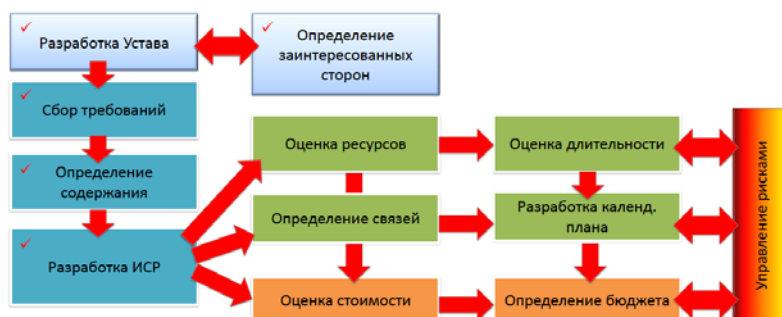 Разработка Устава
Определение
заинтересованных
сторон
Сбор требований
Определение
содержания
Разработка ИСР
Оценка ресурсов
Оценка длительности
Определение связей
Разработка календ.
плана
Оценка стоимости
Определение бюджета
Управление рисками